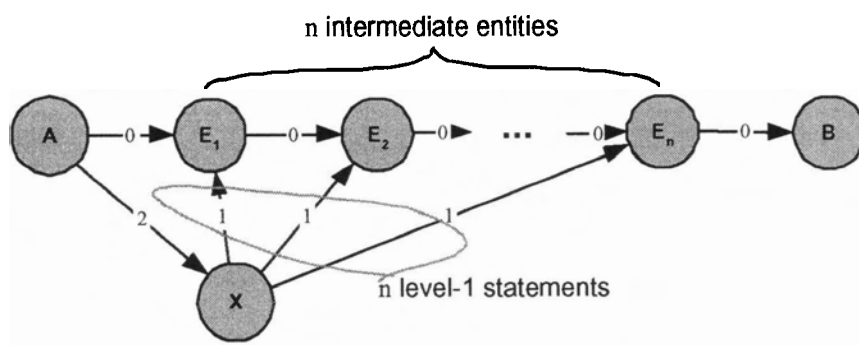 n intermediate entities
A 0 E1 0 E2 0 ... 0 En 0 B
2 1 1 1
X
n level-1 statements